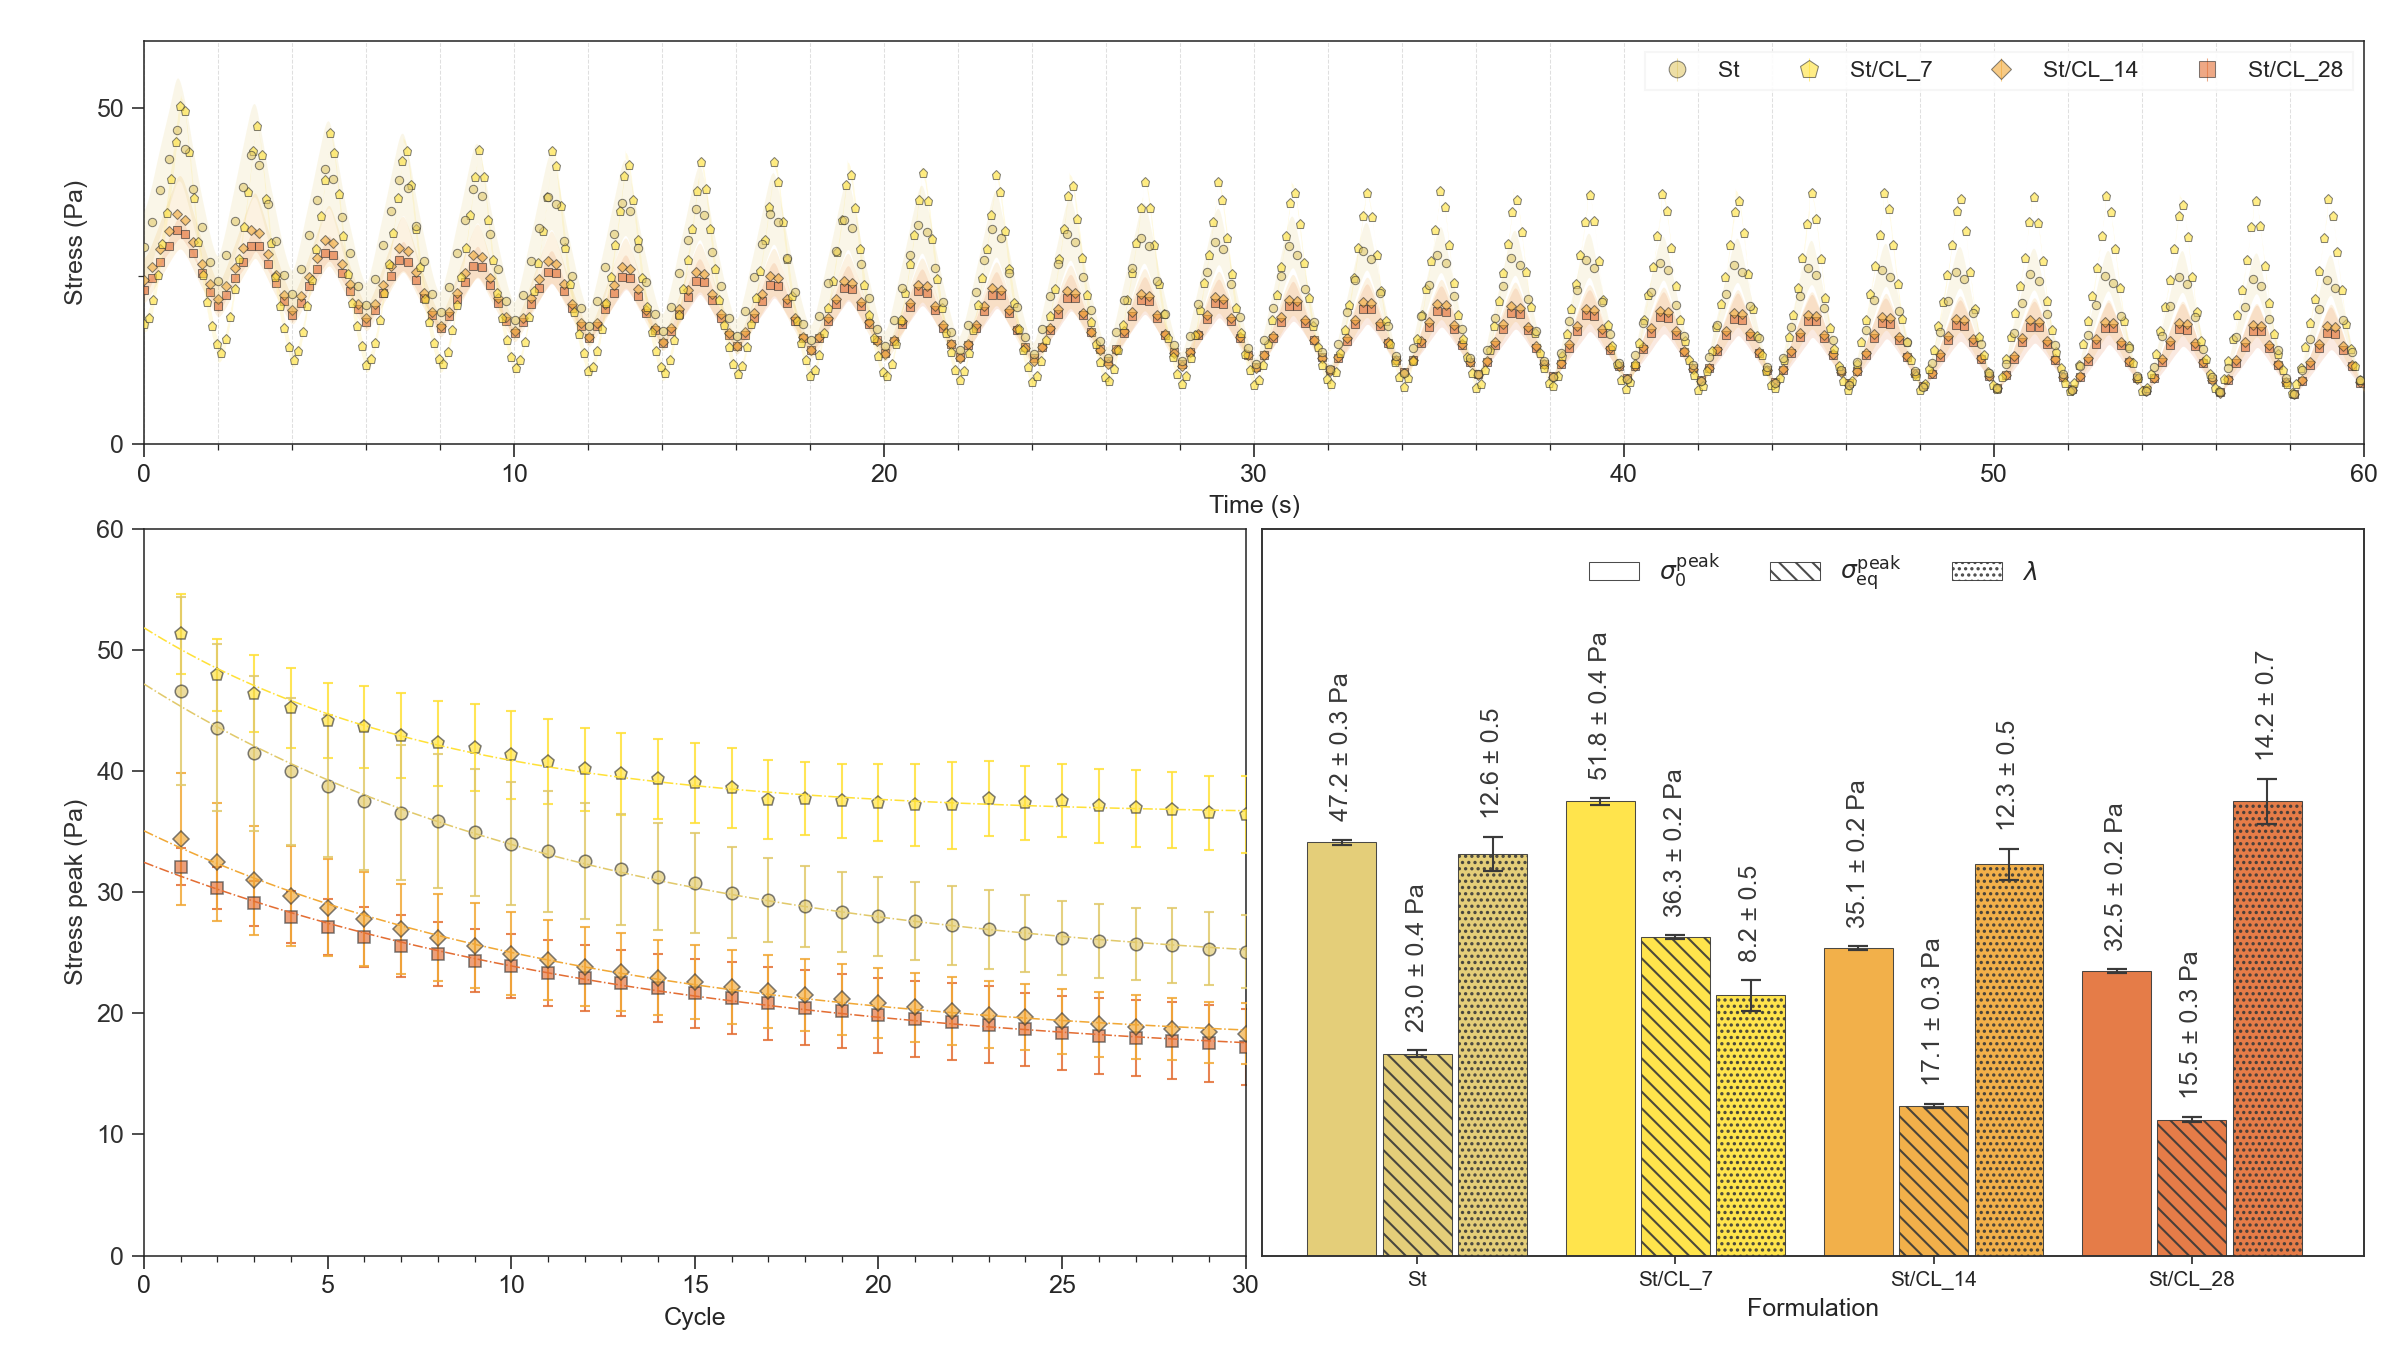 St St/CL_7 St/CL_14 St/CL_28
50
0
Stress (Pa)
0 10 20 30 40 50 60
Time (s)
60
50
40
30
20
10
0
Stress peak (Pa)
0 5 10 15 20 25 30
Cycle
σ₀^peak σ_eq^peak λ
47.2 ± 0.3 Pa
23.0 ± 0.4 Pa
12.6 ± 0.5
51.8 ± 0.4 Pa
36.3 ± 0.2 Pa
8.2 ± 0.5
35.1 ± 0.2 Pa
17.1 ± 0.3 Pa
12.3 ± 0.5
32.5 ± 0.2 Pa
15.5 ± 0.3 Pa
14.2 ± 0.7
St St/CL_7 St/CL_14 St/CL_28
Formulation